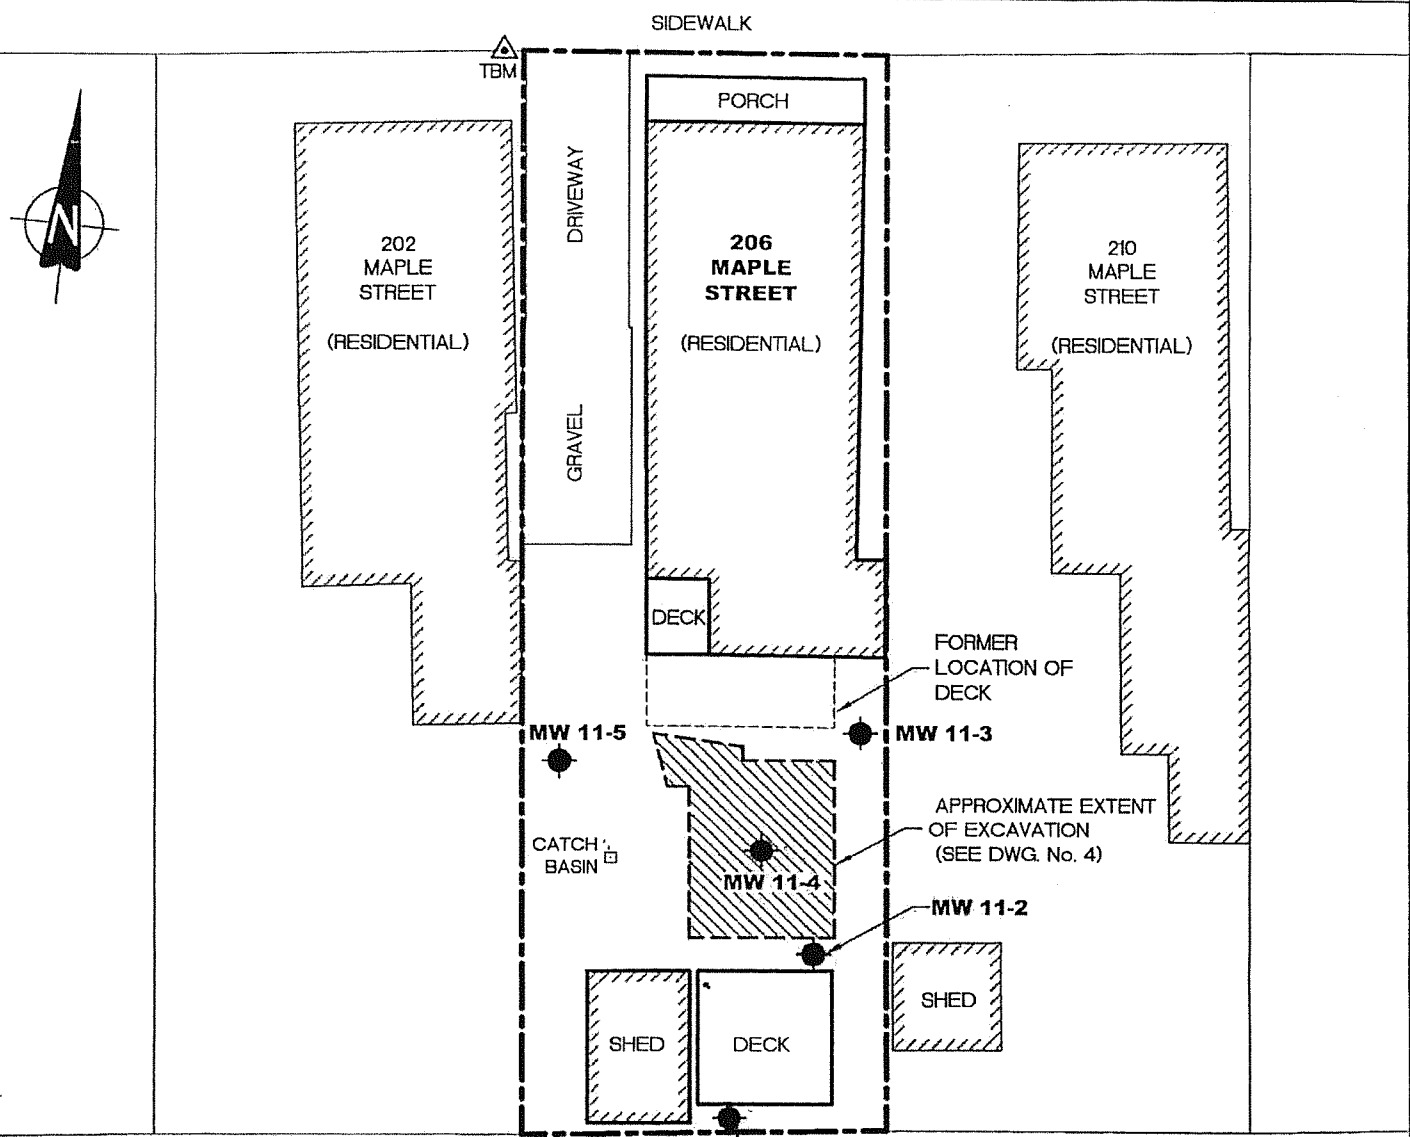 SIDEWALK
TBM
PORCH
N
DRIVEWAY
GRAVEL
202
MAPLE
STREET
(RESIDENTIAL)
206
MAPLE
STREET
(RESIDENTIAL)
210
MAPLE
STREET
(RESIDENTIAL)
DECK
FORMER
LOCATION OF
DECK
MW 11-5
MW 11-3
APPROXIMATE EXTENT
OF EXCAVATION
(SEE DWG. No. 4)
CATCH
BASIN
MW 11-4
MW 11-2
SHED
DECK
SHED